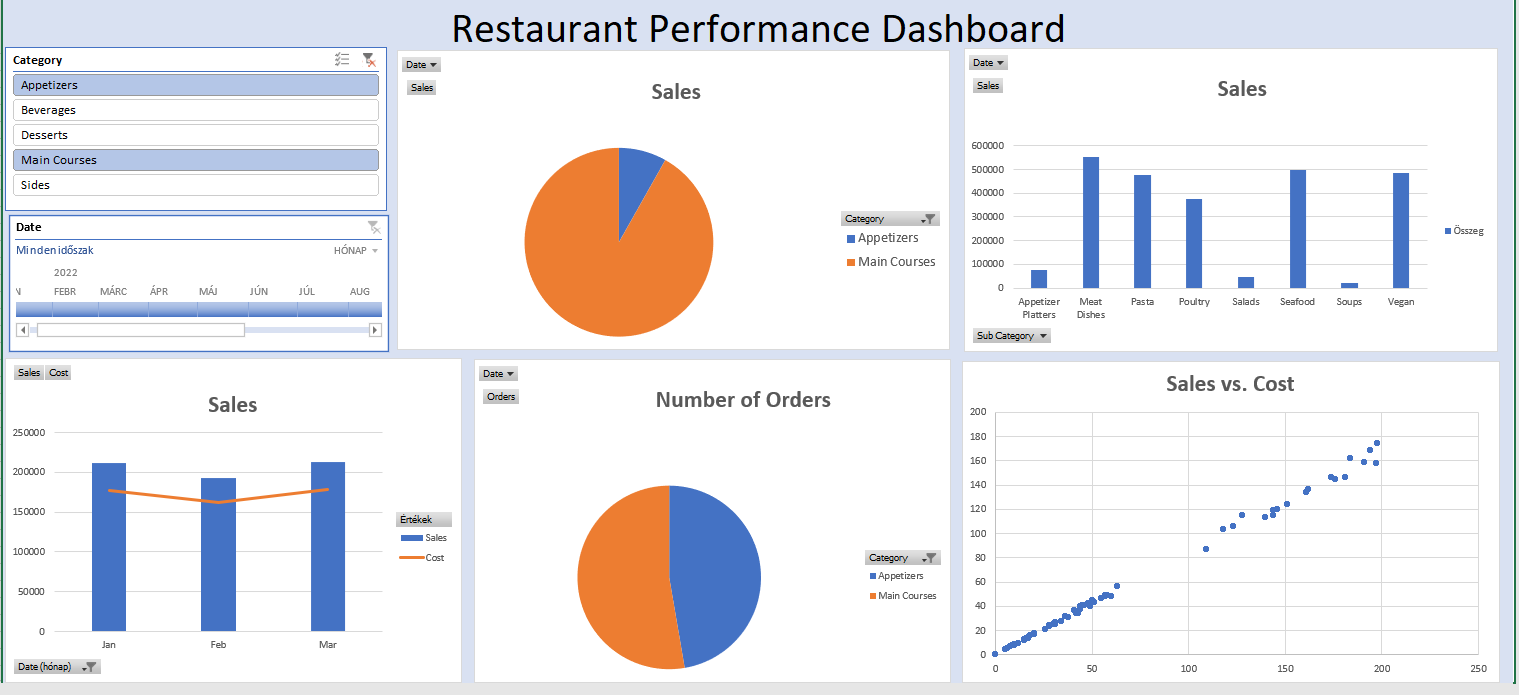 Restaurant Performance Dashboard
Category
Appetizers
Beverages
Desserts
Main Courses
Sides
Date
Minden időszak
HÓNAP
2022
FEBR MÁRC ÁPR MÁJ JÚN JÚL AUG
Date
Sales
Sales
Category
Appetizers
Main Courses
Date
Sales
Sales
600000
500000
400000
300000
200000
100000
0
Appetizer Meat Pasta Poultry Salads Seafood Soups Vegan
Platters Dishes
Összeg
Sub Category
Sales Cost
Sales
250000
200000
150000
100000
50000
0
Jan Feb Mar
Értékek
Sales
Cost
Date (hónap)
Date
Orders
Number of Orders
Category
Appetizers
Main Courses
Sales vs. Cost
200
180
160
140
120
100
80
60
40
20
0
0 50 100 150 200 250